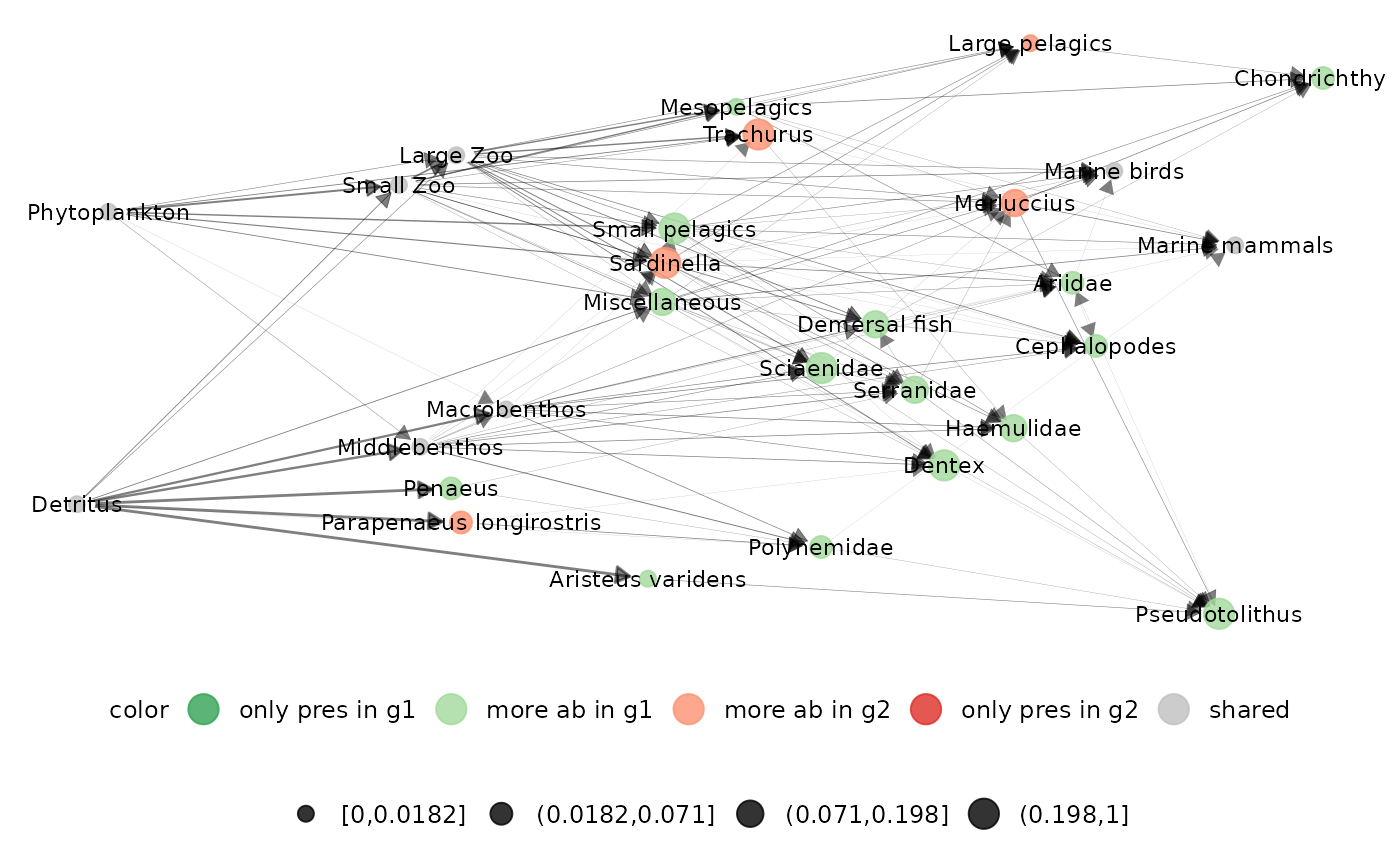 Large pelagics
Chondrichthy
Mesopelagics
Trachurus
Large Zoo
Marine birds
Small Zoo
Merluccius
Phytoplankton
Small pelagics
Marine mammals
Sardinella
Ariidae
Miscellaneous
Demersal fish
Cephalopodes
Sciaenidae
Serranidae
Macrobenthos
Haemulidae
Middlebenthos
Dentex
Penaeus
Detritus
Parapenaeus longirostris
Polynemidae
Aristeus varidens
Pseudotolithus
color only pres in g1 more ab in g1 more ab in g2 only pres in g2 shared
[0,0.0182] (0.0182,0.071] (0.071,0.198] (0.198,1]